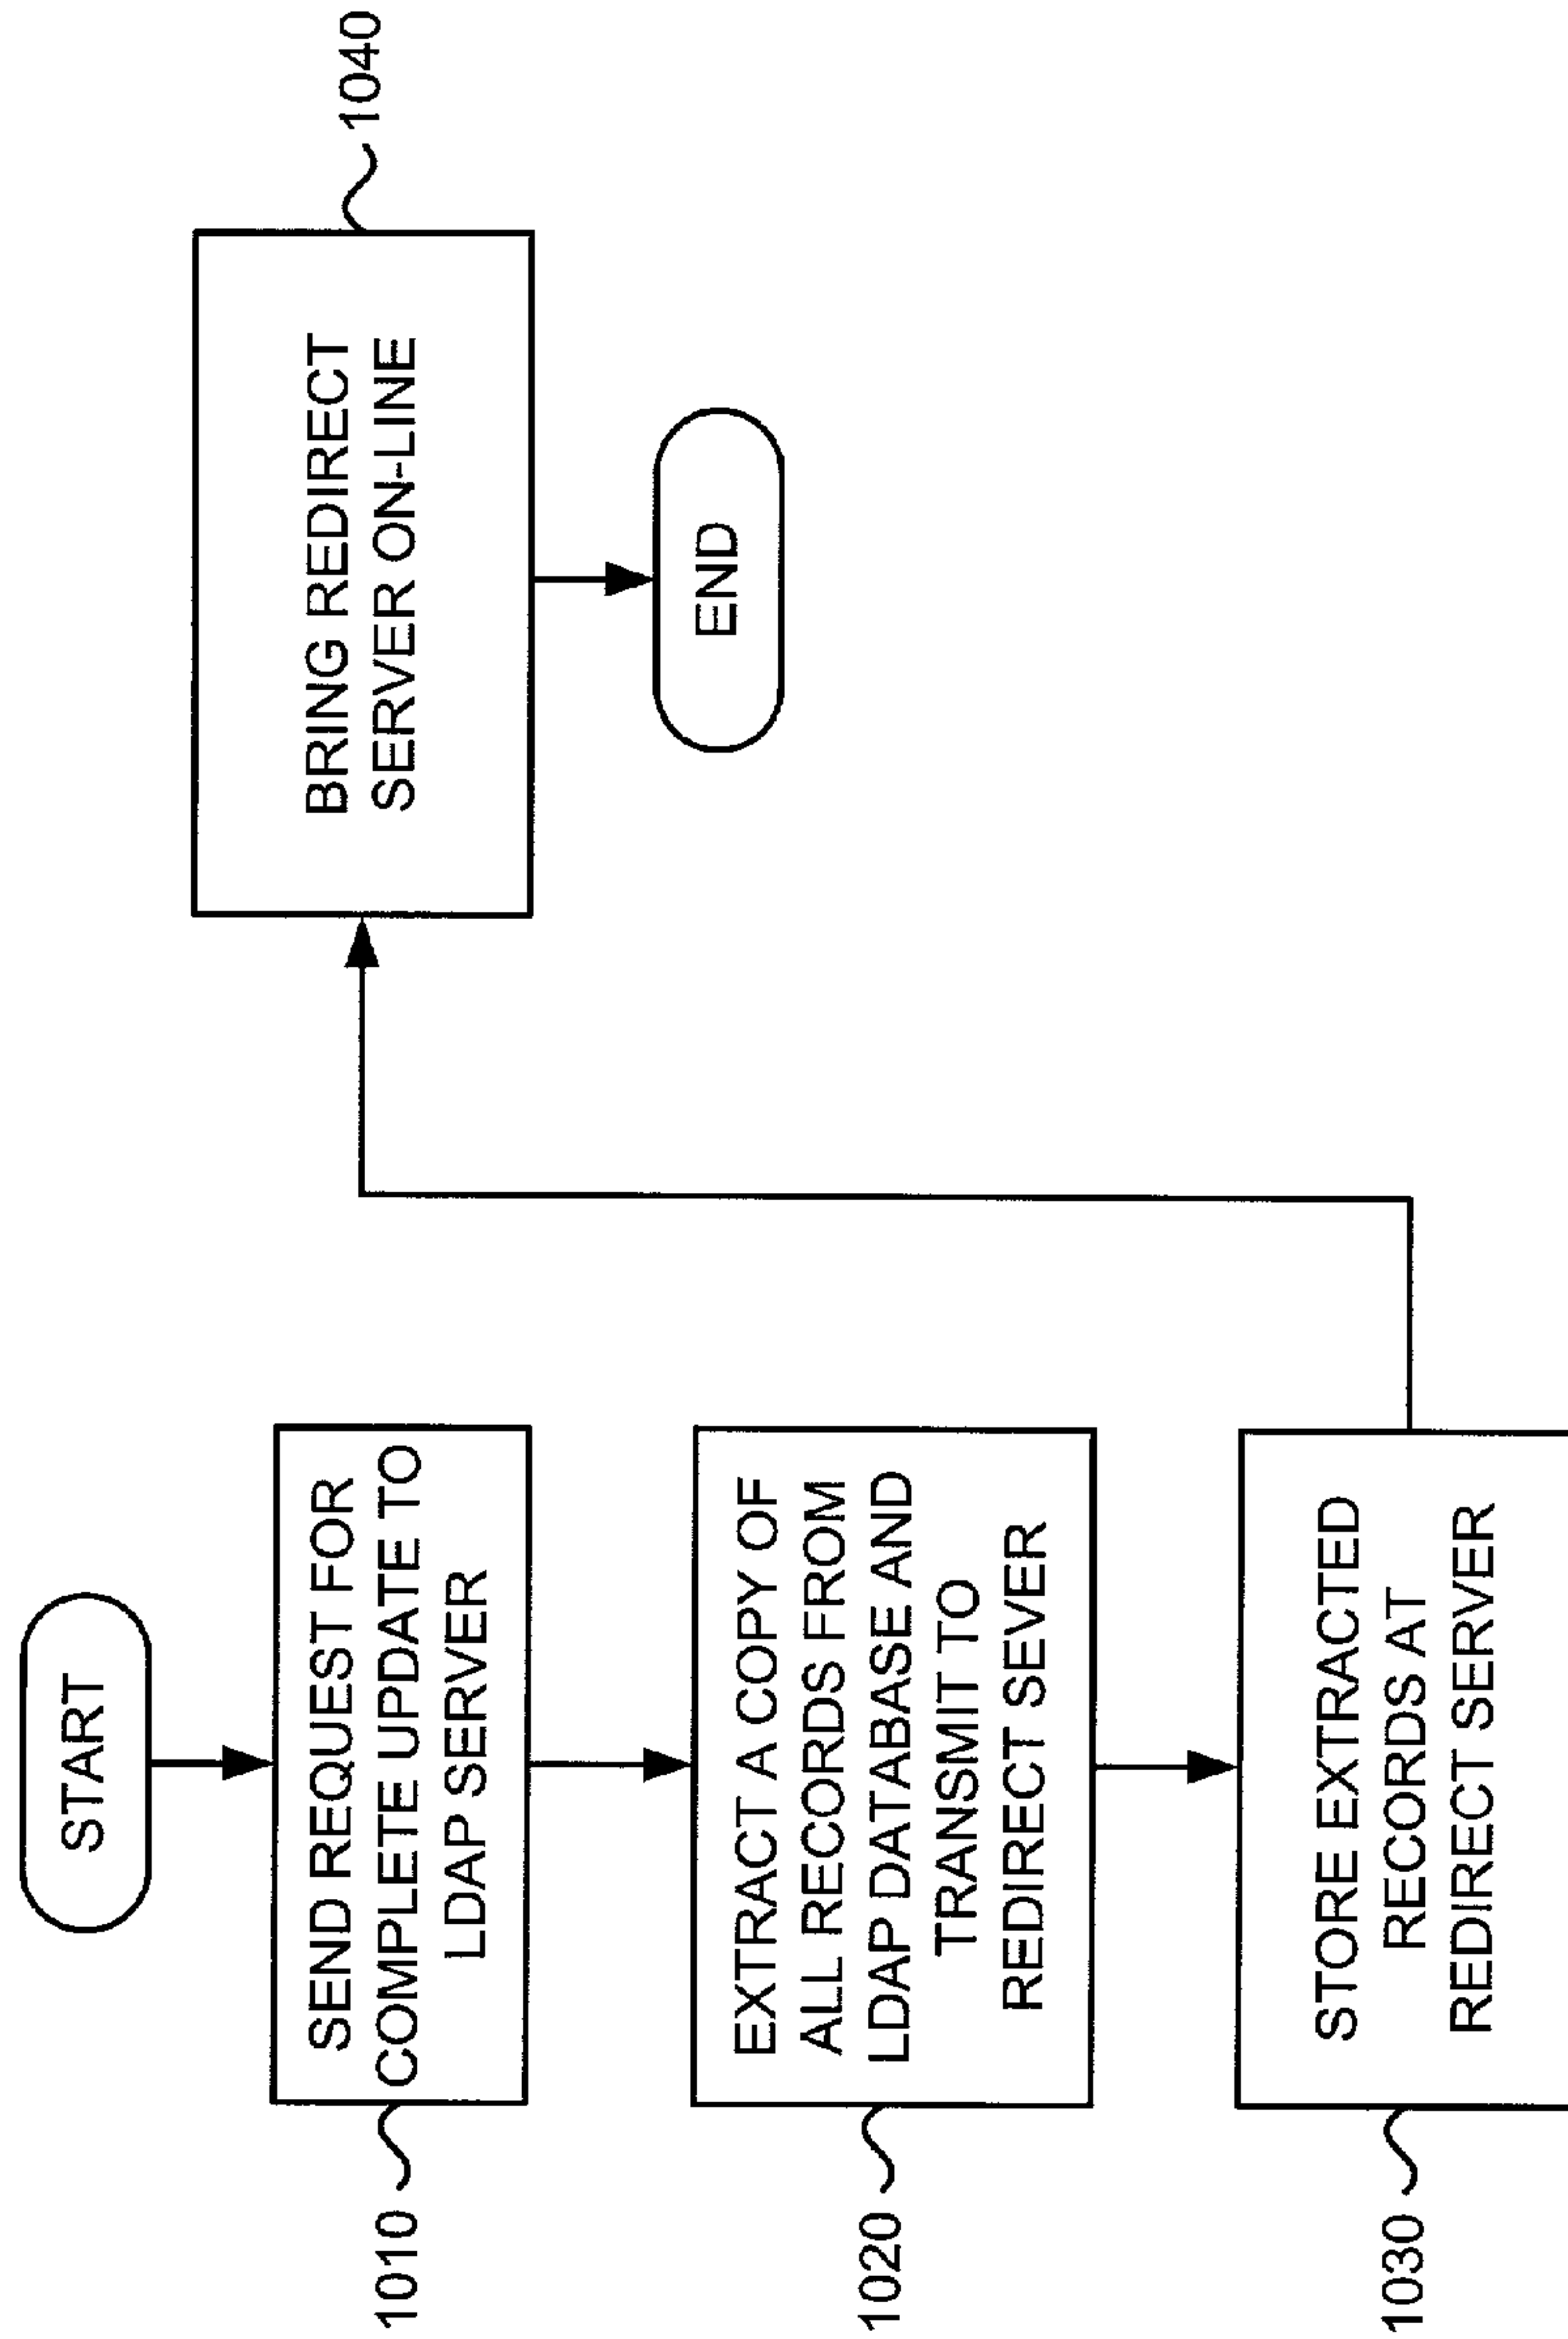 START
1010
SEND REQUEST FOR
COMPLETE UPDATE TO
LDAP SERVER
1020
EXTRACT A COPY OF
ALL RECORDS FROM
LDAP DATABASE AND
TRANSMIT TO
REDIRECT SEVER
1030
STORE EXTRACTED
RECORDS AT
REDIRECT SERVER
BRING REDIRECT
SERVER ON-LINE
1040
END